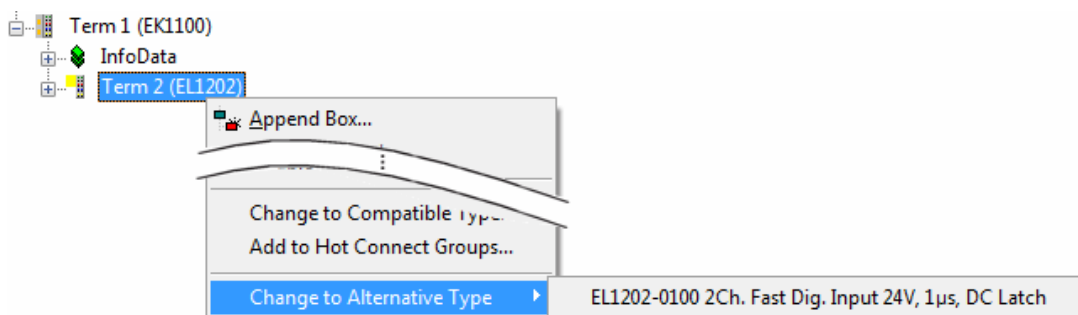 Term 1 (EK1100)
InfoData
Term 2 (EL1202)
Append Box...
Change to Compatible
Add to Hot Connect Groups...
Change to Alternative Type
EL1202-0100 2Ch. Fast Dig. Input 24V, 1µs, DC Latch